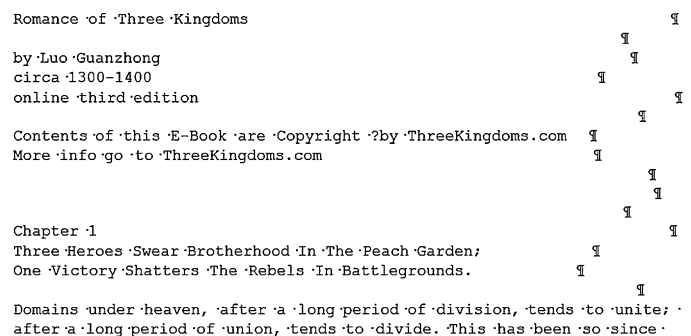 Romance of Three Kingdoms
by Luo Guanzhong
circa 1300-1400
online third edition
Contents of this E-Book are Copyright ?by ThreeKingdoms.com
More info go to ThreeKingdoms.com
Chapter 1
Three Heroes Swear Brotherhood In The Peach Garden;
One Victory Shatters The Rebels In Battlegrounds.
Domains under heaven, after a long period of division, tends to unite;
after a long period of union, tends to divide. This has been so since